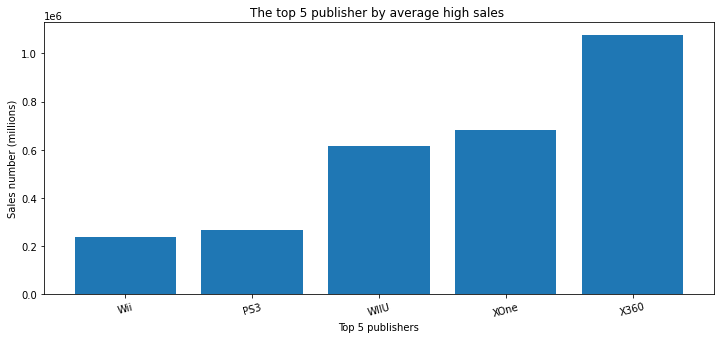 The top 5 publisher by average high sales
1e6
1.0
0.8
0.6
0.4
0.2
0.0
Sales number (millions)
Wii
PS3
WIIU
XOne
X360
Top 5 publishers